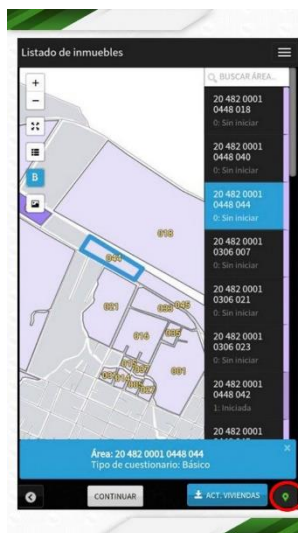 Listado de inmuebles
BUSCAR ÁREA...
+
−
B
20 482 0001
0448 018
0: Sin iniciar
20 482 0001
0448 040
0: Sin iniciar
20 482 0001
0448 044
0: Sin iniciar
20 482 0001
0306 007
0: Sin iniciar
20 482 0001
0306 021
0: Sin iniciar
20 482 0001
0306 023
0: Sin iniciar
20 482 0001
0448 042
1: Iniciada
20 482 0001
018
044
021
016
035
001
Área: 20 482 0001 0448 044
Tipo de cuestionario: Básico
×
CONTINUAR
ACT. VIVIENDAS